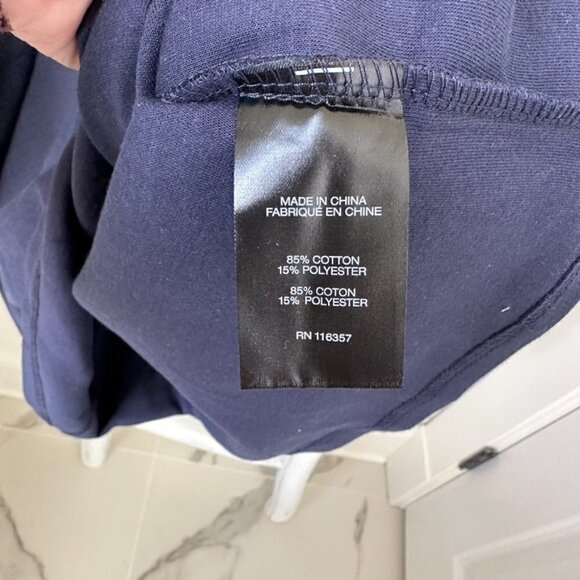 MADE IN CHINA
FABRIQUÉ EN CHINE
85% COTTON
15% POLYESTER
85% COTON
15% POLYESTER
RN 116357